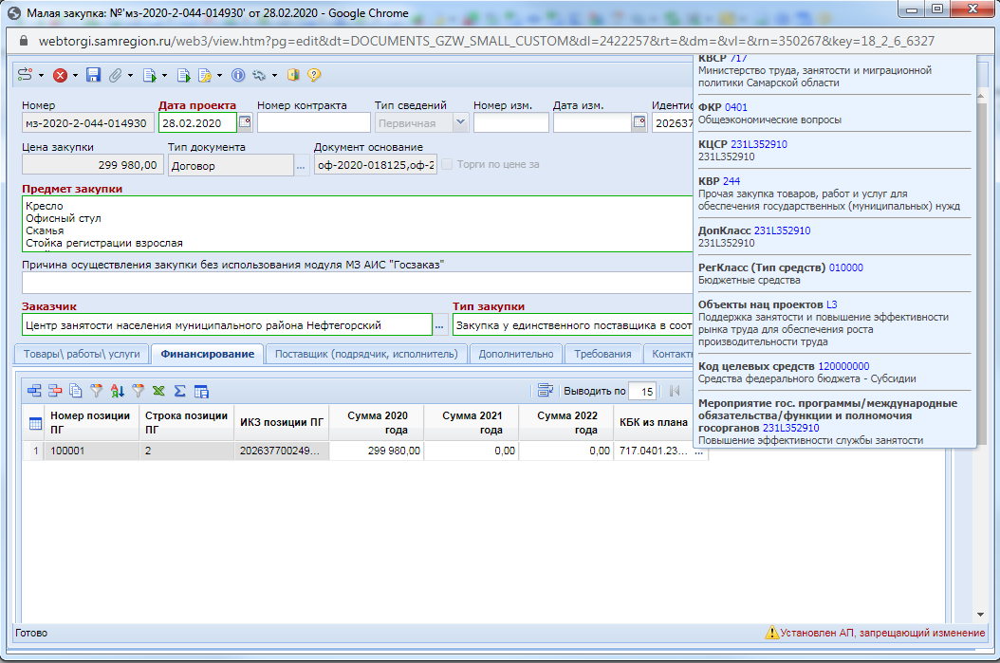 Малая закупка: №'мз-2020-2-044-014930' от 28.02.2020 - Google Chrome
webtorgi.samregion.ru/web3/view.htm?pg=edit&dt=DOCUMENTS_GZW_SMALL_CUSTOM&dl=2422257&rt=&dm=&vl=&rn=350267&key=18_2_6_6327
Номер Дата проекта Номер контракта Тип сведений Номер изм. Дата изм.
мз-2020-2-044-014930 28.02.2020 Первичная 20263
Цена закупки Тип документа Документ основание
299 980,00 Договор ... оф-2020-018125,оф-2 Торги по цене за
Предмет закупки
Кресло
Офисный стул
Скамья
Стойка регистрации взрослая
Причина осуществления закупки без использования модуля МЗ АИС "Госзаказ"
Заказчик Тип закупки
Центр занятости населения муниципального района Нефтегорский ... Закупка у единственного поставщика в соот
Товары\ работы\ услуги Финансирование Поставщик (подрядчик, исполнитель) Дополнительно Требования Контакт
Выводить по 15
Номер позиции ПГ Строка позиции ПГ ИКЗ позиции ПГ Сумма 2020 года Сумма 2021 года Сумма 2022 года КБК из плана
1 100001 2 202637700249... 299 980,00 0,00 0,00 717.0401.23... ...
КВСР 717
Министерство труда, занятости и миграционной
политики Самарской области
ФКР 0401
Общеэкономические вопросы
КЦСР 231L352910
231L352910
КВР 244
Прочая закупка товаров, работ и услуг для
обеспечения государственных (муниципальных) нужд
ДопКласс 231L352910
231L352910
РегКласс (Тип средств) 010000
Бюджетные средства
Объекты нац проектов L3
Поддержка занятости и повышение эффективности
рынка труда для обеспечения роста
производительности труда
Код целевых средств 120000000
Средства федерального бюджета - Субсидии
Мероприятие гос. программы/международные
обязательства/функции и полномочия
госорганов 231L352910
Повышение эффективности службы занятости
Готово Установлен АП, запрещающий изменение